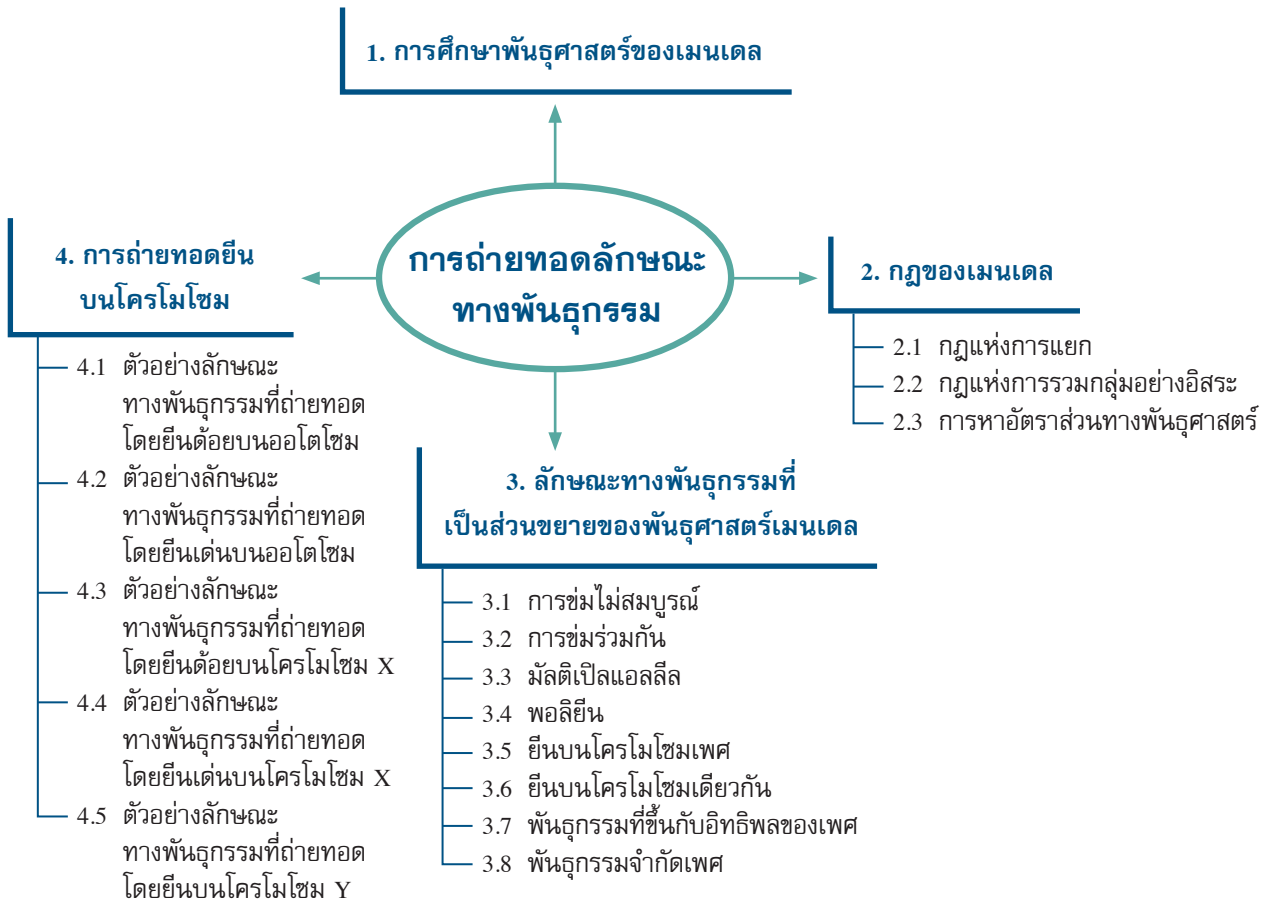 1. การศึกษาพันธุศาสตร์ของเมนเดล
การถ่ายทอดลักษณะ
ทางพันธุกรรม
2. กฎของเมนเดล
2.1 กฎแห่งการแยก
2.2 กฎแห่งการรวมกลุ่มอย่างอิสระ
2.3 การหาอัตราส่วนทางพันธุศาสตร์
3. ลักษณะทางพันธุกรรมที่
เป็นส่วนขยายของพันธุศาสตร์เมนเดล
3.1 การข่มไม่สมบูรณ์
3.2 การข่มร่วมกัน
3.3 มัลติเปิลแอลลีล
3.4 พอลิยีน
3.5 ยีนบนโครโมโซมเพศ
3.6 ยีนบนโครโมโซมเดียวกัน
3.7 พันธุกรรมที่ขึ้นกับอิทธิพลของเพศ
3.8 พันธุกรรมจำกัดเพศ
4. การถ่ายทอดยีน
บนโครโมโซม
4.1 ตัวอย่างลักษณะ
ทางพันธุกรรมที่ถ่ายทอด
โดยยีนด้อยบนออโตโซม
4.2 ตัวอย่างลักษณะ
ทางพันธุกรรมที่ถ่ายทอด
โดยยีนเด่นบนออโตโซม
4.3 ตัวอย่างลักษณะ
ทางพันธุกรรมที่ถ่ายทอด
โดยยีนด้อยบนโครโมโซม X
4.4 ตัวอย่างลักษณะ
ทางพันธุกรรมที่ถ่ายทอด
โดยยีนเด่นบนโครโมโซม X
4.5 ตัวอย่างลักษณะ
ทางพันธุกรรมที่ถ่ายทอด
โดยยีนบนโครโมโซม Y